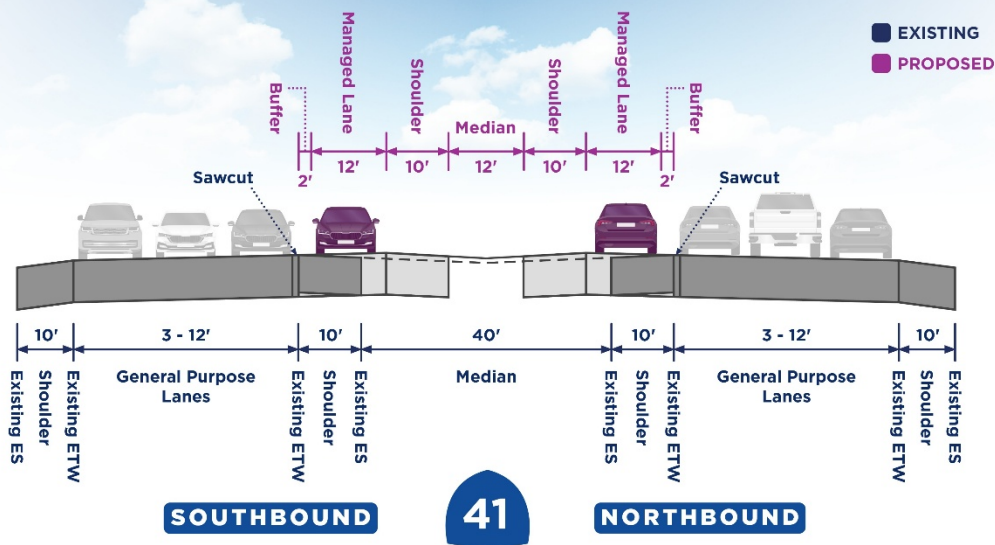 EXISTING
PROPOSED
Buffer
Managed Lane
Shoulder
Median
Shoulder
Managed Lane
Buffer
2'
12'
10'
12'
10'
12'
2'
Sawcut
Sawcut
10'
3 - 12'
10'
40'
10'
3 - 12'
10'
Existing ES
Shoulder
Existing ETW
General Purpose
Lanes
Existing ETW
Shoulder
Existing ES
Median
Existing ES
Shoulder
Existing ETW
General Purpose
Lanes
Existing ETW
Shoulder
Existing ES
SOUTHBOUND
41
NORTHBOUND